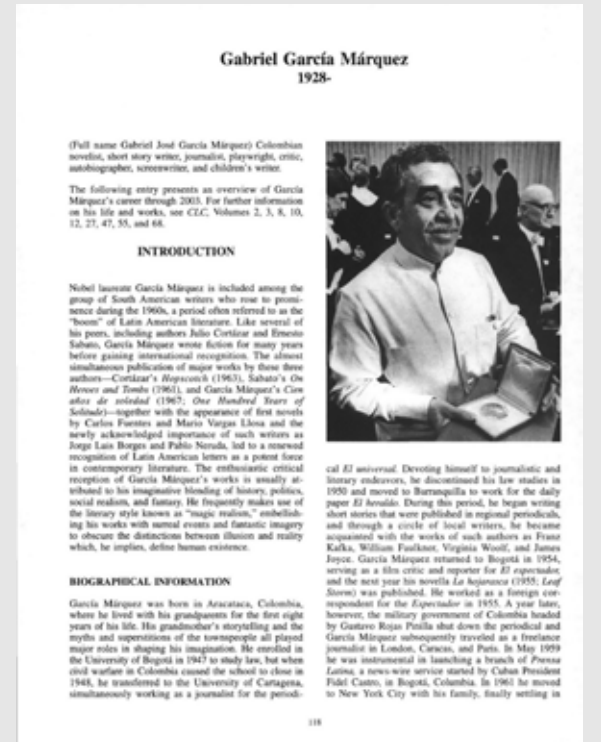 Gabriel García Márquez
1928-
(Full name Gabriel José García Márquez) Colombian
novelist, short story writer, journalist, playwright, critic,
autobiographer, screenwriter, and children's writer.
The following entry presents an overview of García
Márquez's career through 2003. For further information
on his life and works, see CLC, Volumes 2, 3, 8, 10,
12, 27, 47, 55, and 68.
INTRODUCTION
Nobel laureate García Márquez is included among the
group of South American writers who rose to promi-
nence during the 1960s, a period often referred to as the
"boom" of Latin American literature. Like several of
his peers, including authors Julio Cortázar and Ernesto
Sabato, García Márquez wrote fiction for many years
before gaining international recognition. The almost
simultaneous publication of major works by these three
authors—Cortázar's Hopscotch (1963), Sabato's On
Heroes and Tombs (1961), and García Márquez's Cien
años de soledad (1967; One Hundred Years of
Solitude)—together with the appearance of first novels
by Carlos Fuentes and Mario Vargas Llosa and the
newly acknowledged importance of such writers as
Jorge Luis Borges and Pablo Neruda, led to a renewed
recognition of Latin American letters as a potent force
in contemporary literature. The enthusiastic critical
reception of García Márquez's works is usually at-
tributed to his imaginative blending of history, politics,
social realism, and fantasy. He frequently makes use of
the literary style known as "magic realism," embellish-
ing his works with surreal events and fantastic imagery
to obscure the distinctions between illusion and reality
which, he implies, define human existence.
BIOGRAPHICAL INFORMATION
García Márquez was born in Aracataca, Colombia,
where he lived with his grandparents for the first eight
years of his life. His grandmother's storytelling and the
myths and superstitions of the townspeople all played
major roles in shaping his imagination. He enrolled in
the University of Bogotá in 1947 to study law, but when
civil warfare in Colombia caused the school to close in
1948, he transferred to the University of Cartagena,
simultaneously working as a journalist for the periodi-
cal El universal. Devoting himself to journalistic and
literary endeavors, he discontinued his law studies in
1950 and moved to Barranquilla to work for the daily
paper El heraldo. During this period, he began writing
short stories that were published in regional periodicals,
and through a circle of local writers, he became
acquainted with the works of such authors as Franz
Kafka, William Faulkner, Virginia Woolf, and James
Joyce. García Márquez returned to Bogotá in 1954,
serving as a film critic and reporter for El espectador,
and the next year his novella La hojarasca (1955; Leaf
Storm) was published. He worked as a foreign cor-
respondent for the Espectador in 1955. A year later,
however, the military government of Colombia headed
by Gustavo Rojas Pinilla shut down the periodical and
García Márquez subsequently traveled as a freelance
journalist in London, Caracas, and Paris. In May 1959
he was instrumental in launching a branch of Prensa
Latina, a news-wire service started by Cuban President
Fidel Castro, in Bogotá, Columbia. In 1961 he moved
to New York City with his family, finally settling in
118